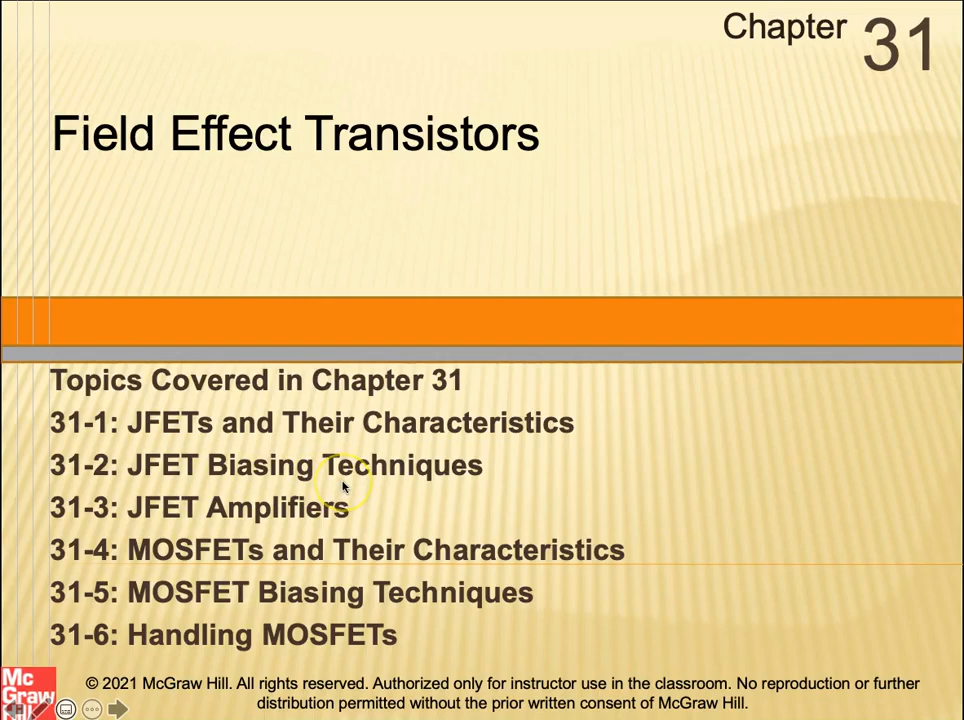 Chapter 31
Field Effect Transistors
Topics Covered in Chapter 31
31-1: JFETs and Their Characteristics
31-2: JFET Biasing Techniques
31-3: JFET Amplifiers
31-4: MOSFETs and Their Characteristics
31-5: MOSFET Biasing Techniques
31-6: Handling MOSFETs
Mc
Graw
Hill
© 2021 McGraw Hill. All rights reserved. Authorized only for instructor use in the classroom. No reproduction or further
distribution permitted without the prior written consent of McGraw Hill.